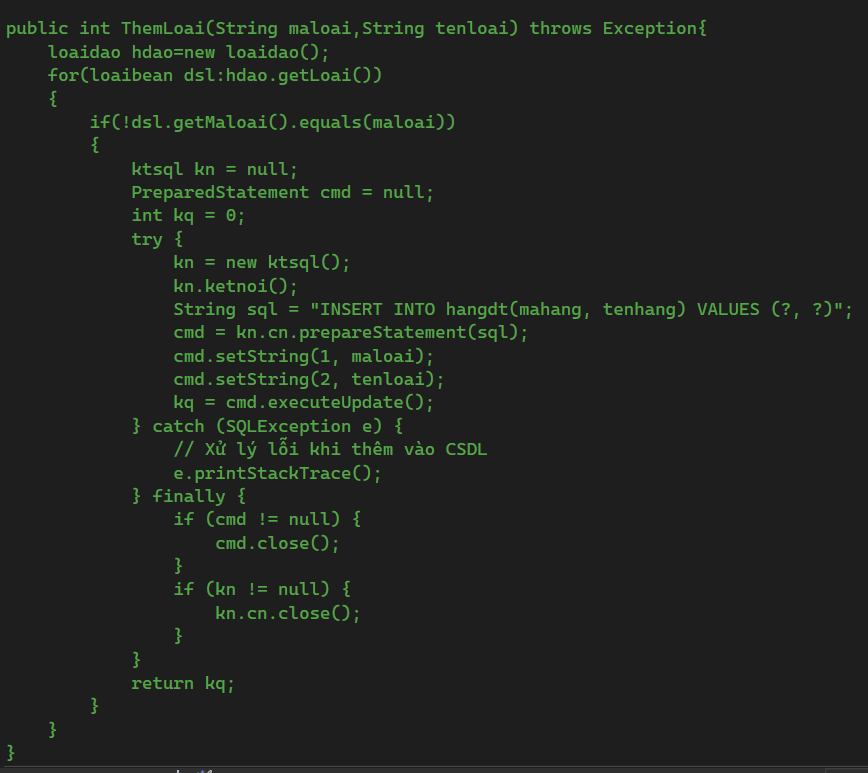 public int ThemLoai(String maloai,String tenloai) throws Exception{
    loaidao hdao=new loaidao();
    for(loaibean dsl:hdao.getLoai())
    {
        if(!dsl.getMaloai().equals(maloai))
        {
            ktsql kn = null;
            PreparedStatement cmd = null;
            int kq = 0;
            try {
                kn = new ktsql();
                kn.ketnoi();
                String sql = "INSERT INTO hangdt(mahang, tenhang) VALUES (?, ?)";
                cmd = kn.cn.prepareStatement(sql);
                cmd.setString(1, maloai);
                cmd.setString(2, tenloai);
                kq = cmd.executeUpdate();
            } catch (SQLException e) {
                // Xử lý lỗi khi thêm vào CSDL
                e.printStackTrace();
            } finally {
                if (cmd != null) {
                    cmd.close();
                }
                if (kn != null) {
                    kn.cn.close();
                }
            }
            return kq;
        }
    }
}